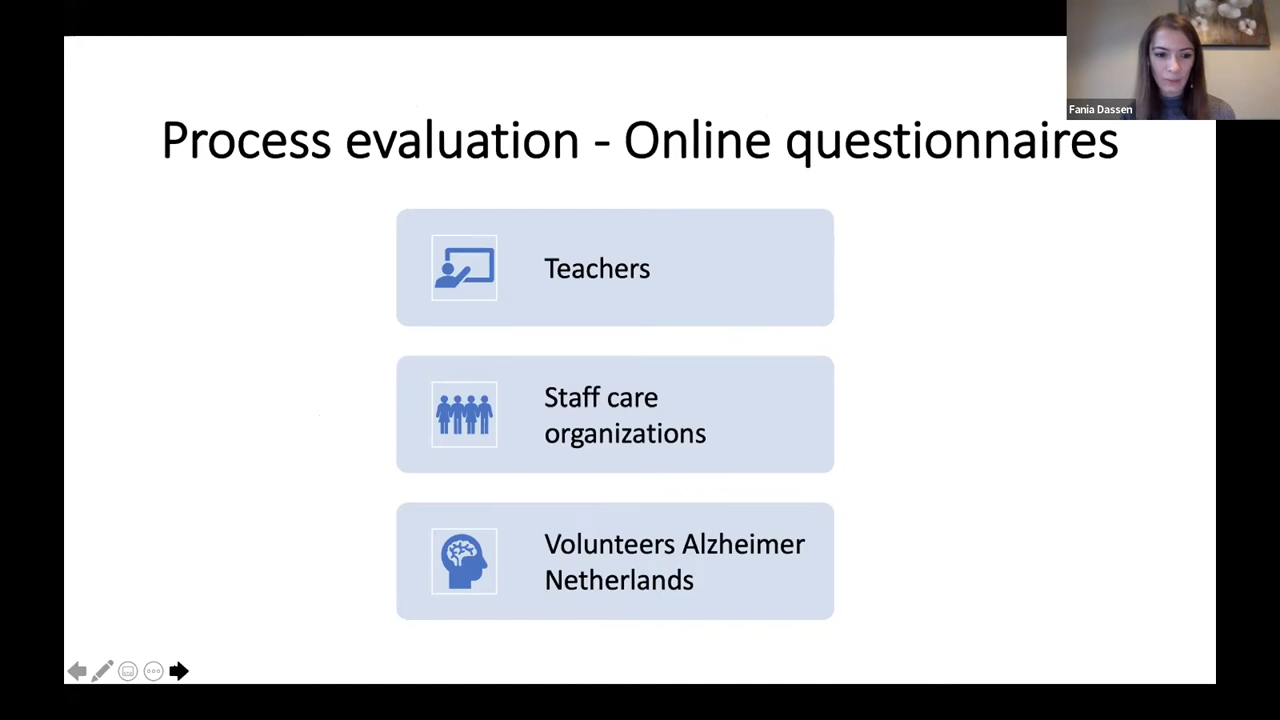 Fania Dassen
Process evaluation - Online questionnaires
Teachers
Staff care
organizations
Volunteers Alzheimer
Netherlands